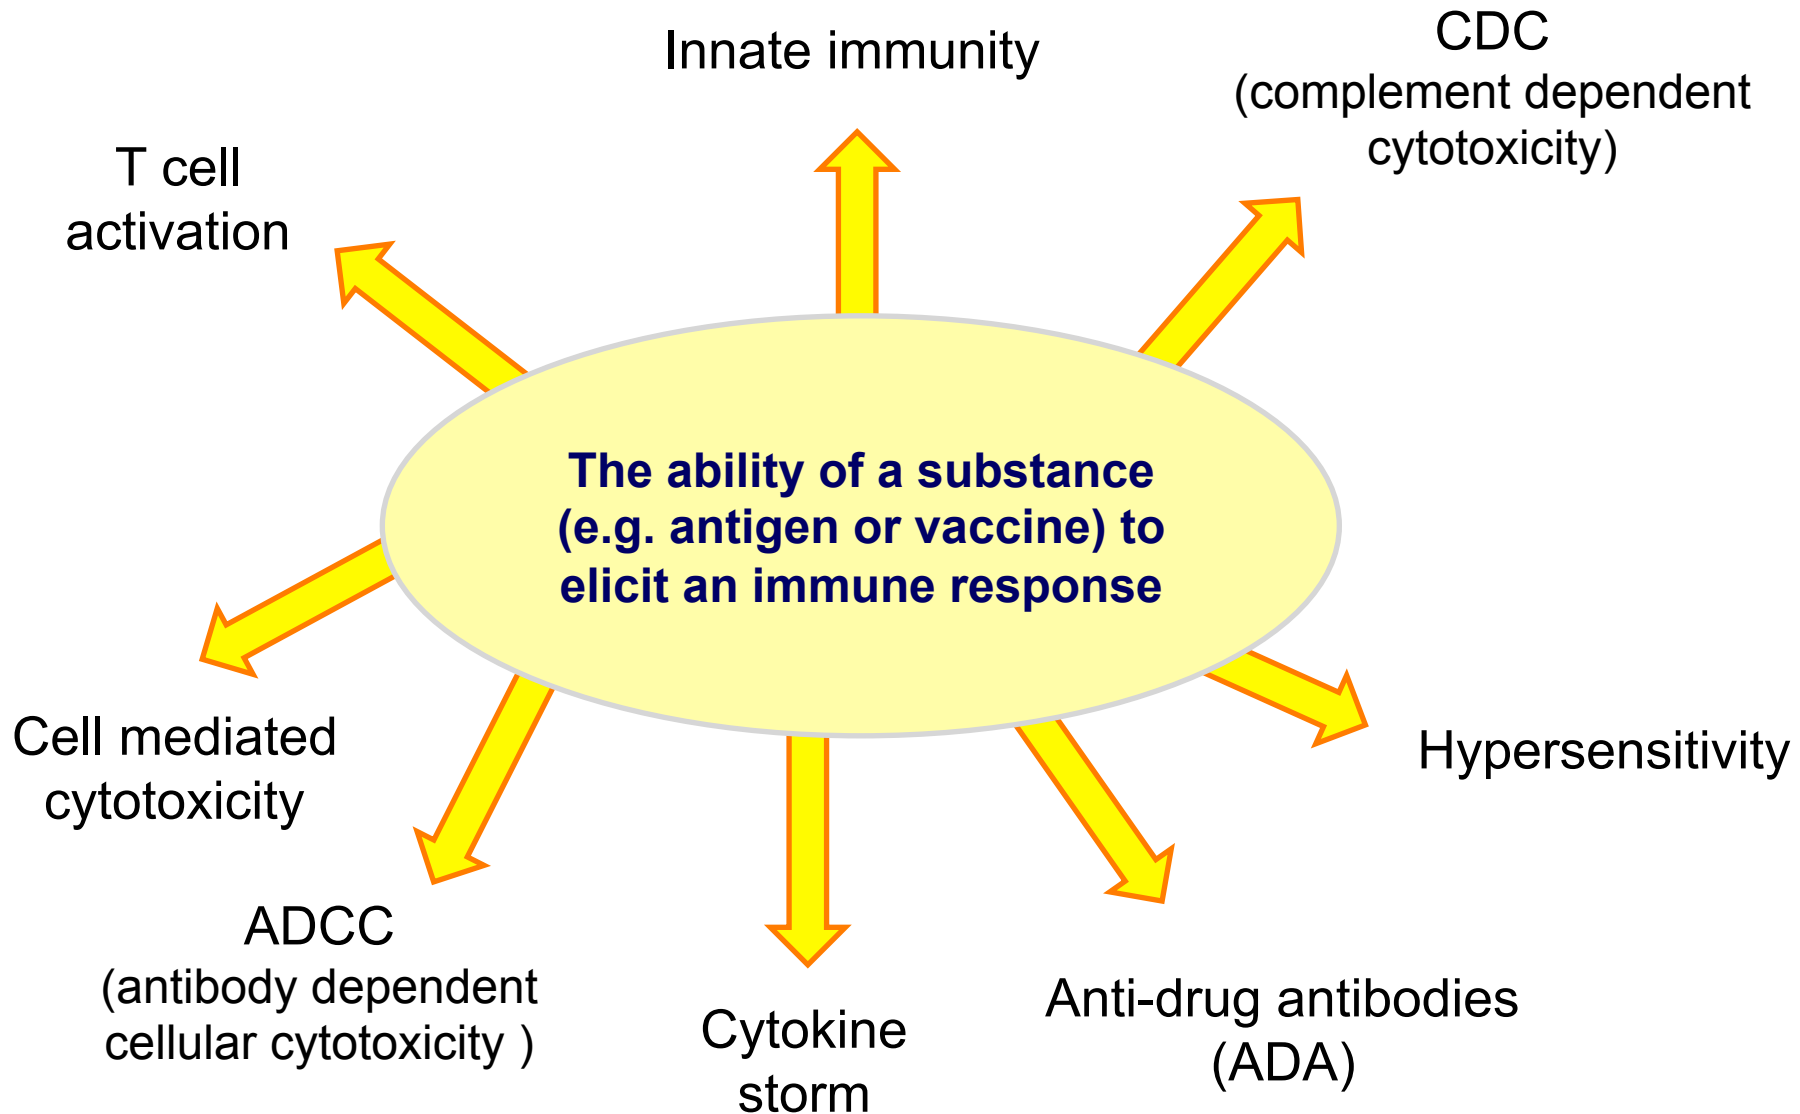 Innate immunity
CDC
(complement dependent
cytotoxicity)
T cell
activation
The ability of a substance
(e.g. antigen or vaccine) to
elicit an immune response
Cell mediated
cytotoxicity
Hypersensitivity
ADCC
(antibody dependent
cellular cytotoxicity )
Cytokine
storm
Anti-drug antibodies
(ADA)